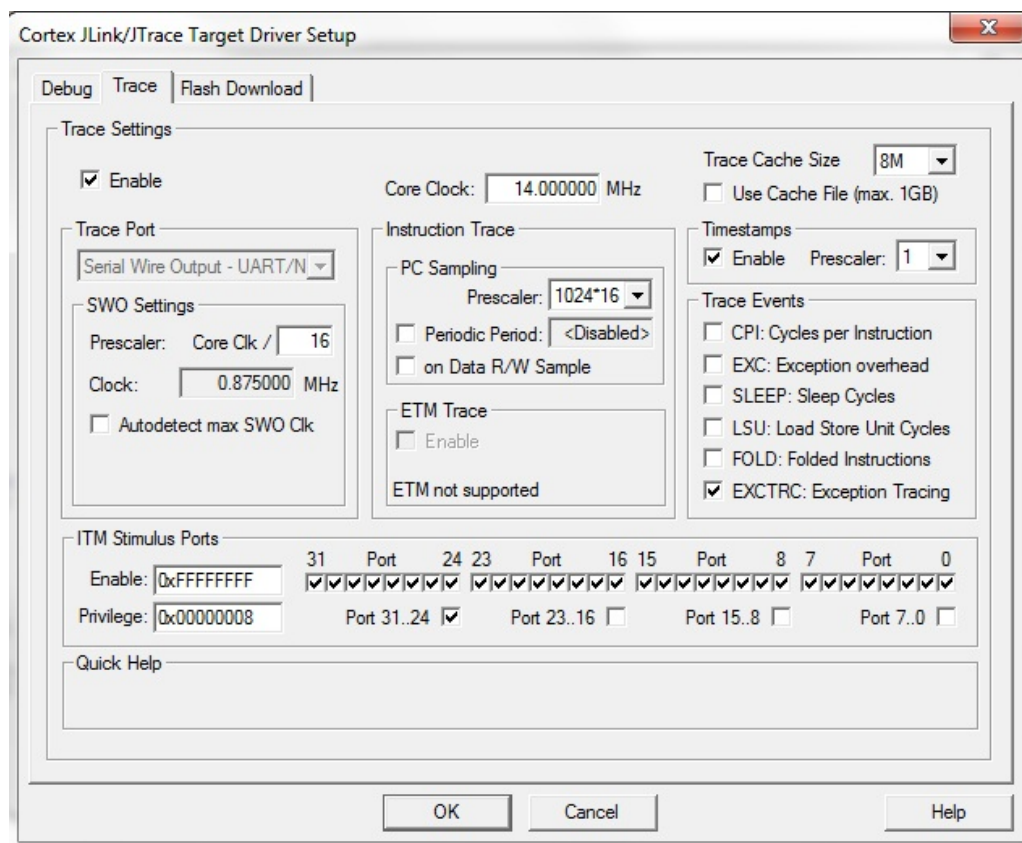 Cortex JLink/JTrace Target Driver Setup
Debug Trace Flash Download
Trace Settings
Enable
Core Clock: 14.000000 MHz
Trace Cache Size 8M
Use Cache File (max. 1GB)
Trace Port
Serial Wire Output - UART/N
SWO Settings
Prescaler: Core Clk / 16
Clock: 0.875000 MHz
Autodetect max SWO Clk
Instruction Trace
PC Sampling
Prescaler: 1024*16
Periodic Period: <Disabled>
on Data R/W Sample
ETM Trace
Enable
ETM not supported
Timestamps
Enable Prescaler: 1
Trace Events
CPI: Cycles per Instruction
EXC: Exception overhead
SLEEP: Sleep Cycles
LSU: Load Store Unit Cycles
FOLD: Folded Instructions
EXCTRC: Exception Tracing
ITM Stimulus Ports
31 Port 24 23 Port 16 15 Port 8 7 Port 0
Enable: 0xFFFFFFFF
Privilege: 0x00000008 Port 31..24 Port 23..16 Port 15..8 Port 7..0
Quick Help
OK Cancel Help